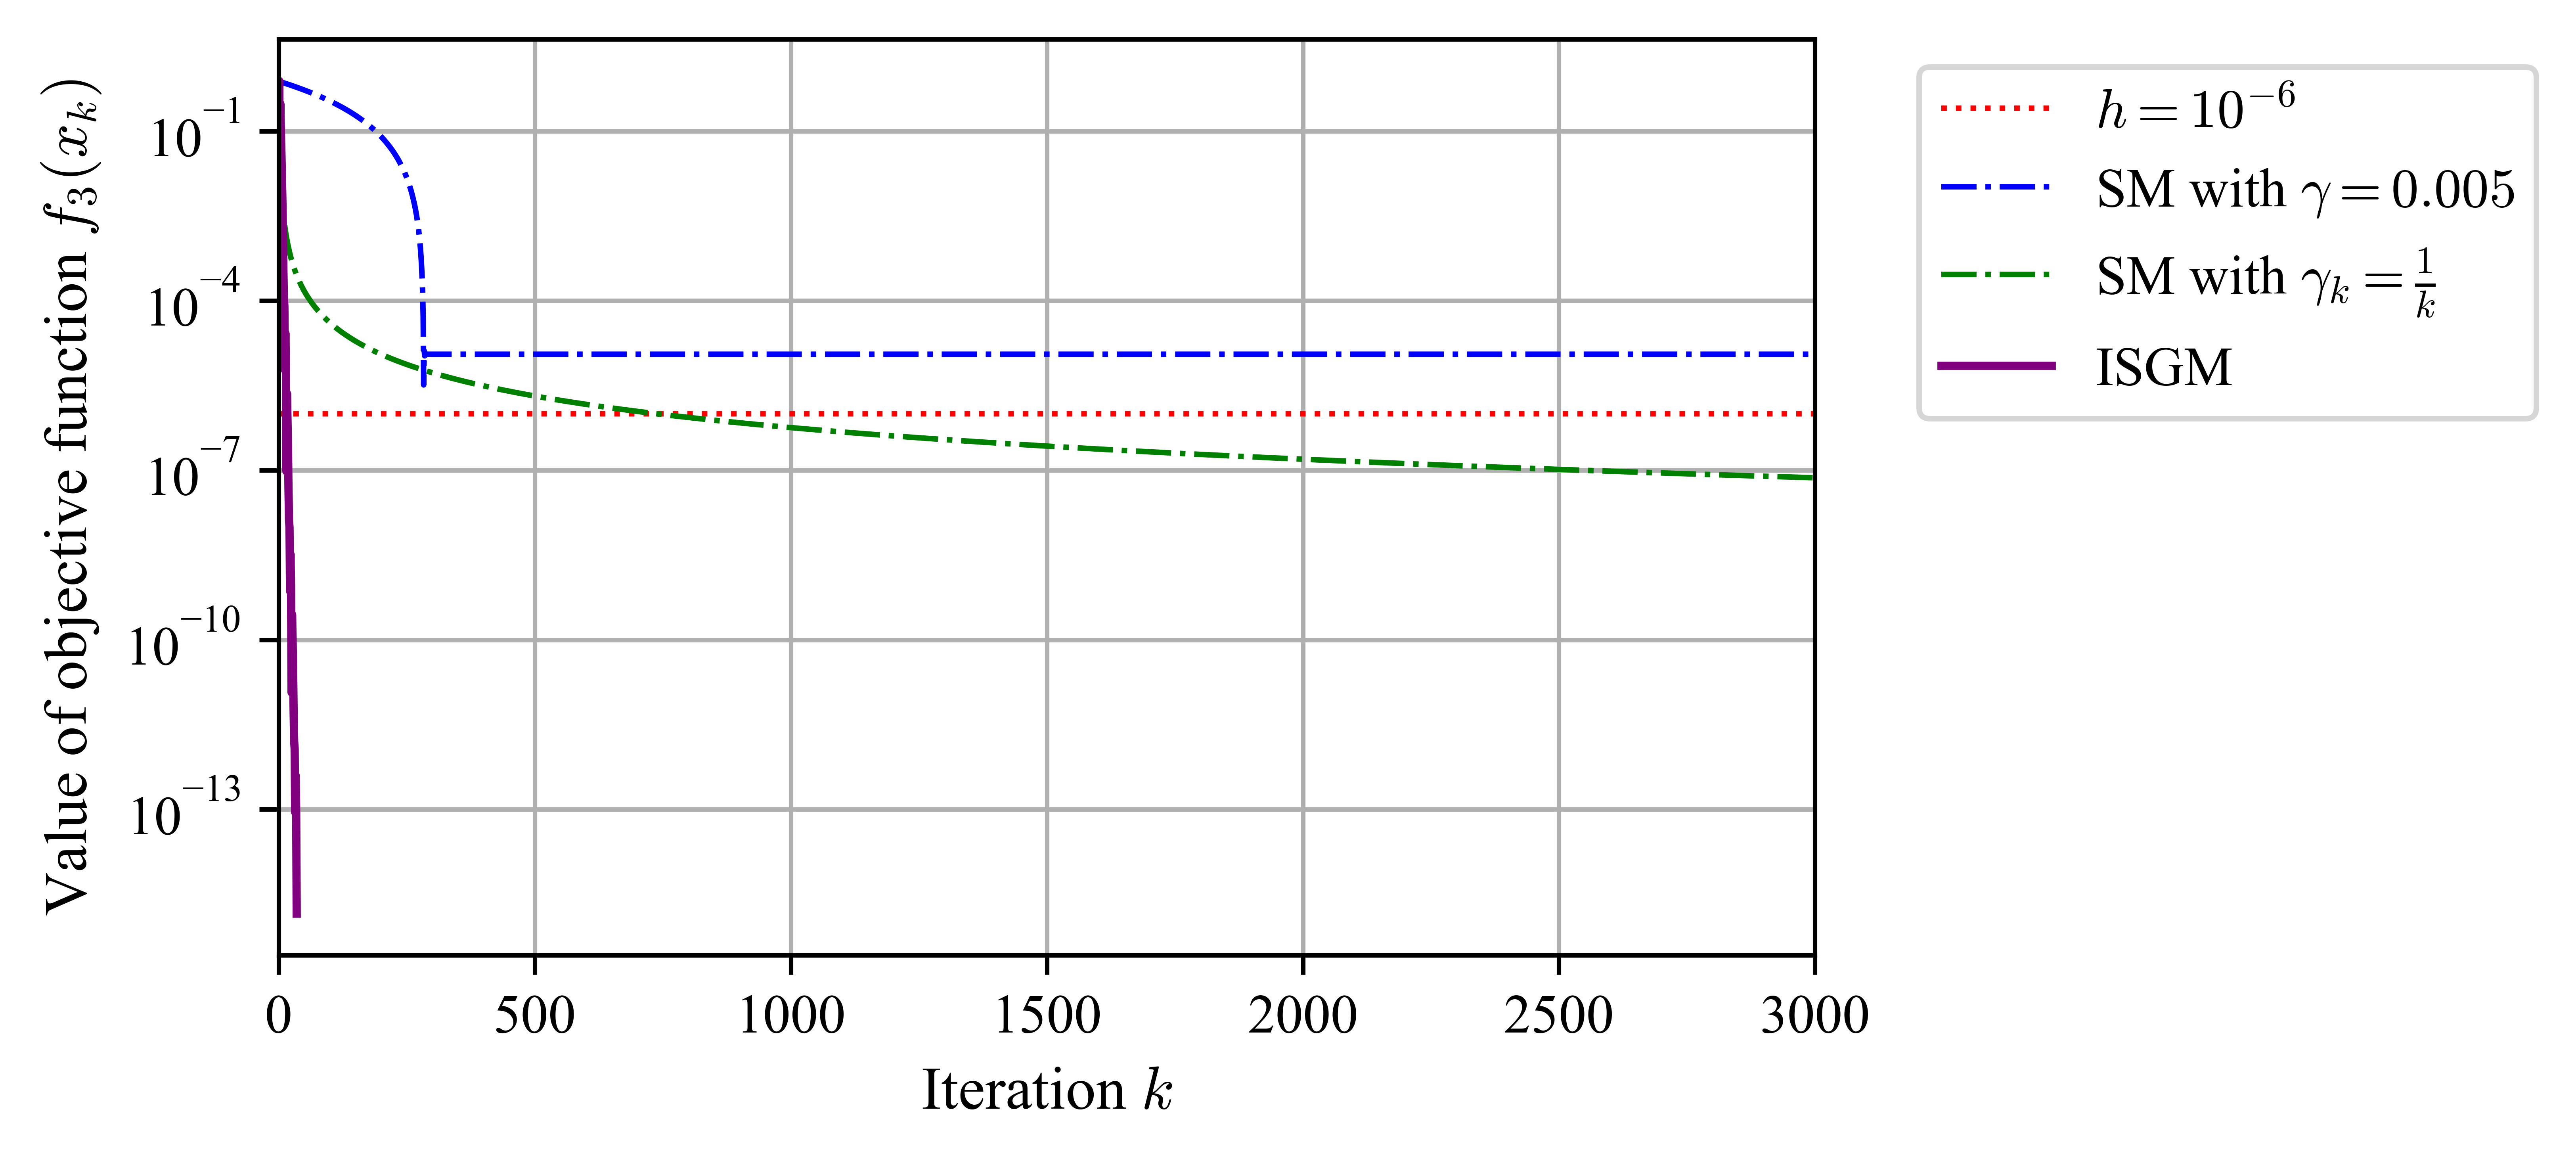 Value of objective function f₃(xₖ)
10⁻¹
10⁻⁴
10⁻⁷
10⁻¹⁰
10⁻¹³
0 500 1000 1500 2000 2500 3000
Iteration k
h = 10⁻⁶
SM with γ = 0.005
SM with γₖ = 1/k
ISGM